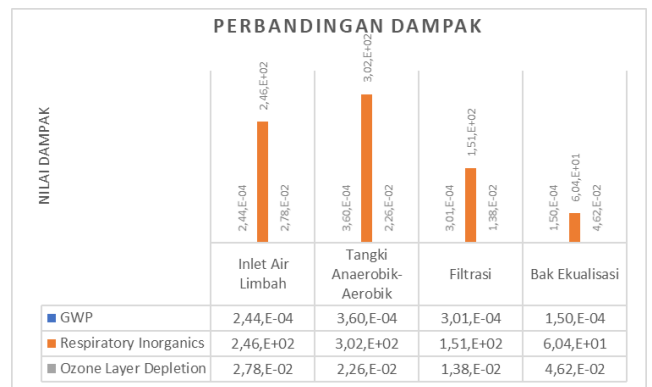 PERBANDINGAN DAMPAK
NILAI DAMPAK
2,44,E-04
2,46,E+02
2,78,E-02
3,60,E-04
3,02,E+02
2,26,E-02
3,01,E-04
1,51,E+02
1,38,E-02
1,50,E-04
6,04,E+01
4,62,E-02
Inlet Air
Limbah
Tangki
Anaerobik-
Aerobik
Filtrasi
Bak Ekualisasi
GWP 2,44,E-04 3,60,E-04 3,01,E-04 1,50,E-04
Respiratory Inorganics 2,46,E+02 3,02,E+02 1,51,E+02 6,04,E+01
Ozone Layer Depletion 2,78,E-02 2,26,E-02 1,38,E-02 4,62,E-02